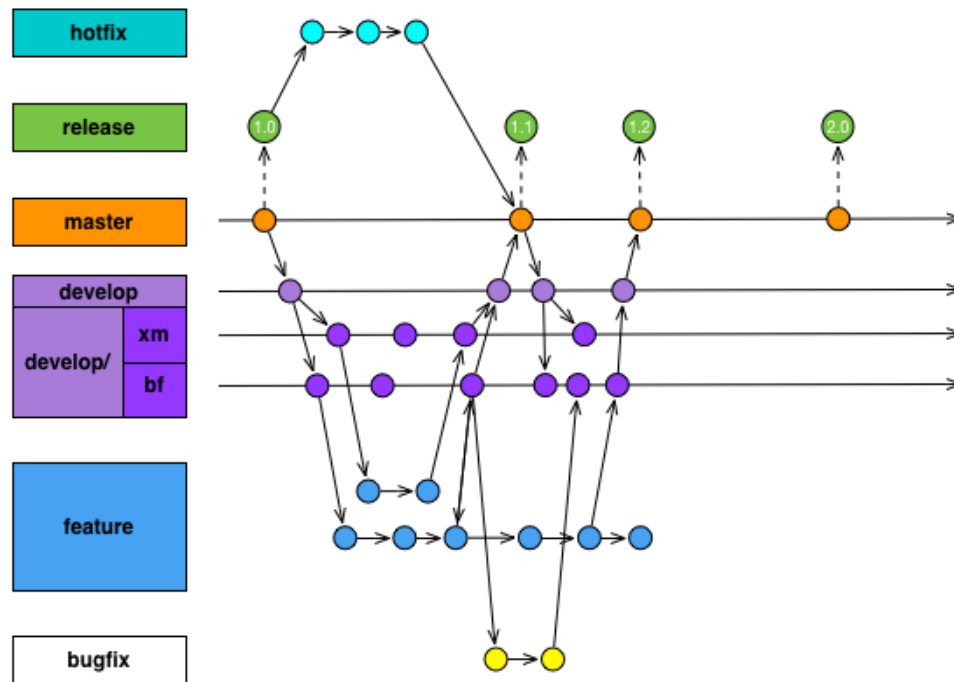 hotfix
release
1.0
1.1
1.2
2.0
master
develop
develop/
xm
bf
feature
bugfix